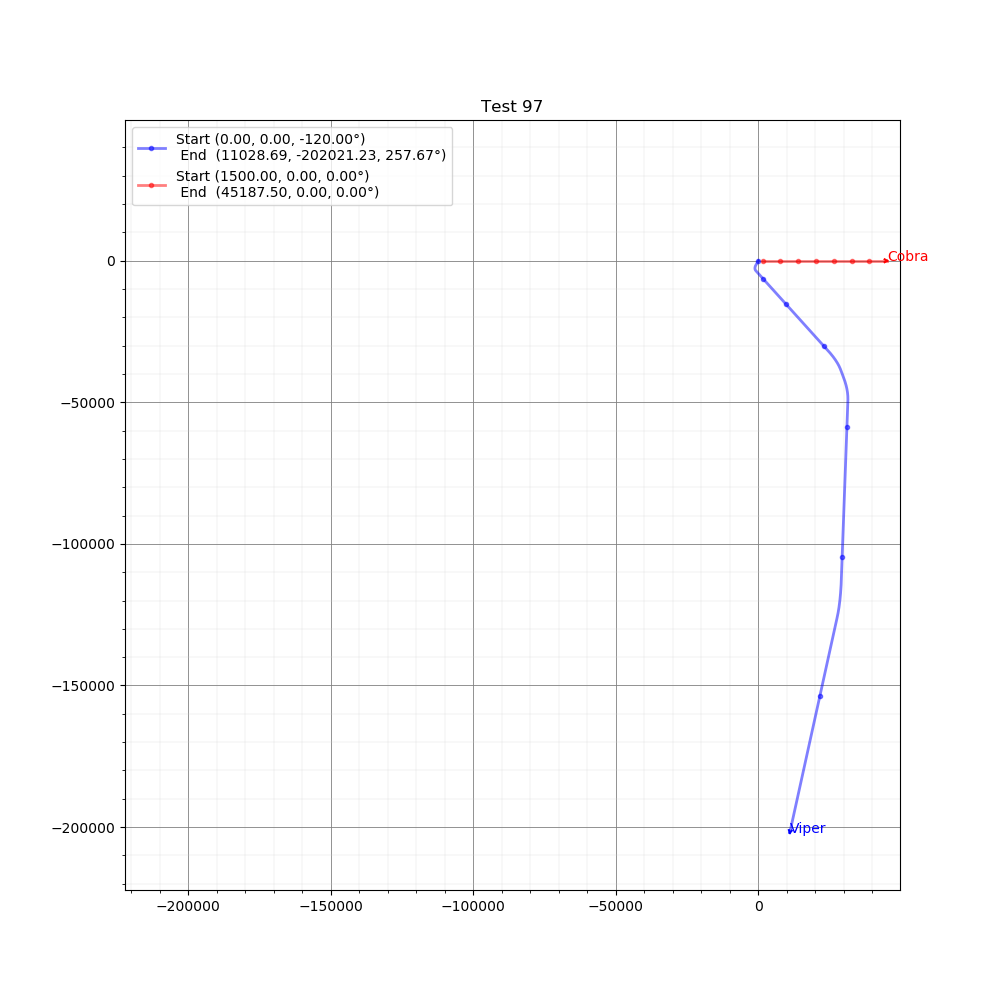 Test 97
Start (0.00, 0.00, -120.00°)
End  (11028.69, -202021.23, 257.67°)
Start (1500.00, 0.00, 0.00°)
End  (45187.50, 0.00, 0.00°)
0
Cobra
−50000
−100000
−150000
−200000
Viper
−200000 −150000 −100000 −50000 0